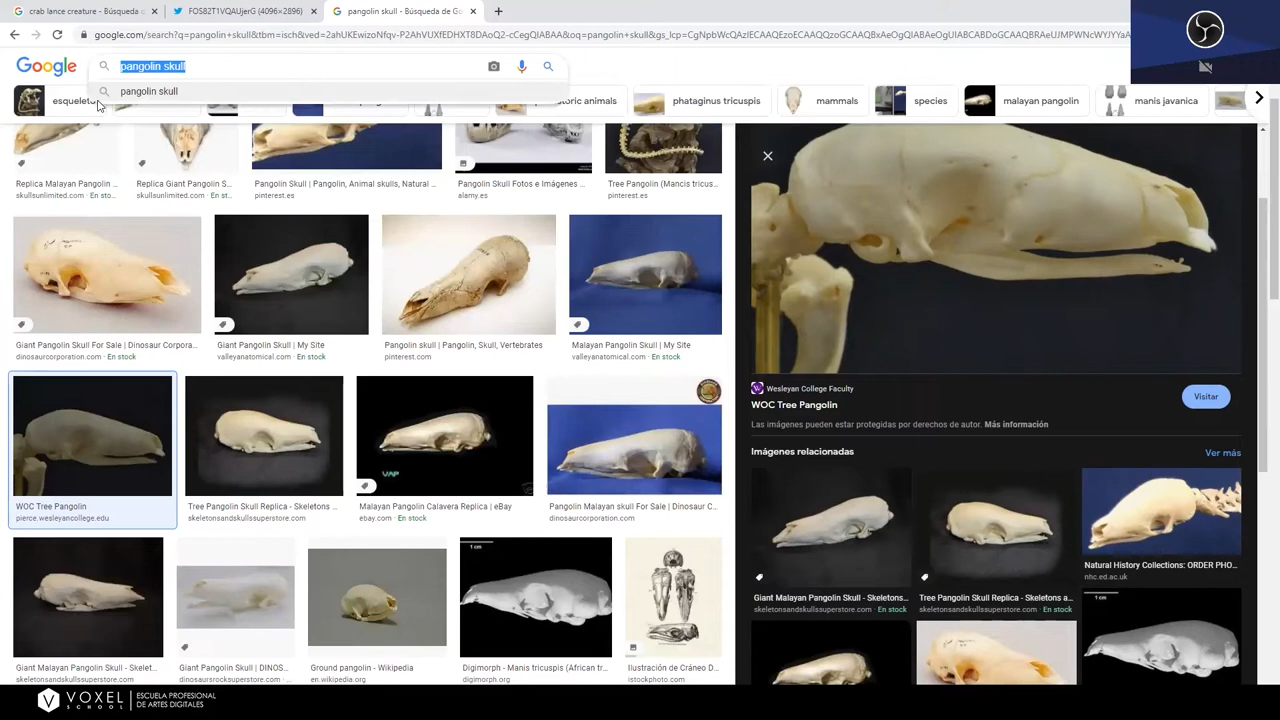 crab lance creature - Búsqueda d
FOS82T1VQAUjerG (4096×2896)
pangolin skull - Búsqueda de Go
google.com/search?q=pangolin+skull&tbm=isch&ved=2ahUKEwizoNfqv-P2AhVUXfEDHXT8DAoQ2-cCegQIABAA&oq=pangolin+skull&gs_lcp=
Google
pangolin skull
pangolin skull
esqueleto
toric animals
phataginus tricuspis
mammals
species
malayan pangolin
manis javanica
Replica Malayan Pangolin ...
skullsunlimited.com · En sto...
Replica Giant Pangolin S...
skullsunlimited.com · En st...
Pangolin Skull | Pangolin, Animal skulls, Natural ...
pinterest.es
Pangolin Skull Fotos e Imágenes ...
alamy.es
Tree Pangolin (Mancis tricus...
pinterest.es
Giant Pangolin Skull For Sale | Dinosaur Corpora...
dinosaurcorporation.com · En stock
Giant Pangolin Skull | My Site
valleyanatomical.com · En stock
Pangolin skull | Pangolin, Skull, Vertebrates
pinterest.com
Malayan Pangolin Skull | My Site
valleyanatomical.com · En stock
VAP
WOC Tree Pangolin
pierce.wesleyancollege.edu
Tree Pangolin Skull Replica - Skeletons ...
skeletonsandskullssuperstore.com
Malayan Pangolin Calavera Replica | eBay
ebay.com · En stock
Pangolin Malayan skull For Sale | Dinosaur C...
dinosaurcorporation.com
1 cm
Giant Malayan Pangolin Skull - Skelet...
skeletonsandskullssuperstore.com
Giant Pangolin Skull | DINOS...
dinosaursrocksuperstore.com
Ground pangolin - Wikipedia
en.wikipedia.org
Digimorph - Manis tricuspis (African tr...
digimorph.org
Ilustración de Cráneo D...
istockphoto.com
Wesleyan College Faculty
WOC Tree Pangolin
Visitar
Las imágenes pueden estar protegidas por derechos de autor. Más información
Imágenes relacionadas
Ver más
Giant Malayan Pangolin Skull - Skeletons...
skeletonsandskullssuperstore.com · En stock
Tree Pangolin Skull Replica - Skeletons a...
skeletonsandskullssuperstore.com · En stock
Natural History Collections: ORDER PHO...
nhc.ed.ac.uk
1 cm
VOXEL
SCHOOL
ESCUELA PROFESIONAL
DE ARTES DIGITALES